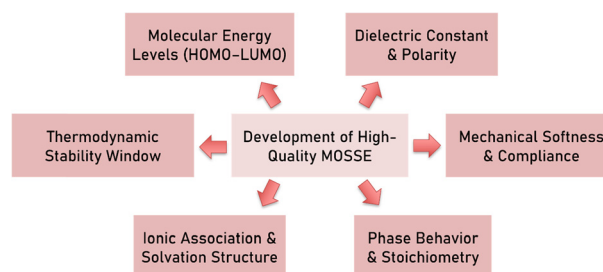 Molecular Energy
Levels (HOMO–LUMO)
Dielectric Constant
& Polarity
Thermodynamic
Stability Window
Development of High-
Quality MOSSE
Mechanical Softness
& Compliance
Ionic Association &
Solvation Structure
Phase Behavior
& Stoichiometry